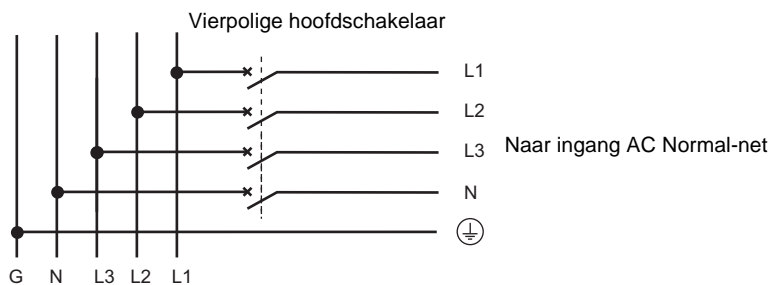 Vierpolige hoofdschakelaar
L1
L2
L3
Naar ingang AC Normal-net
N
G N L3 L2 L1